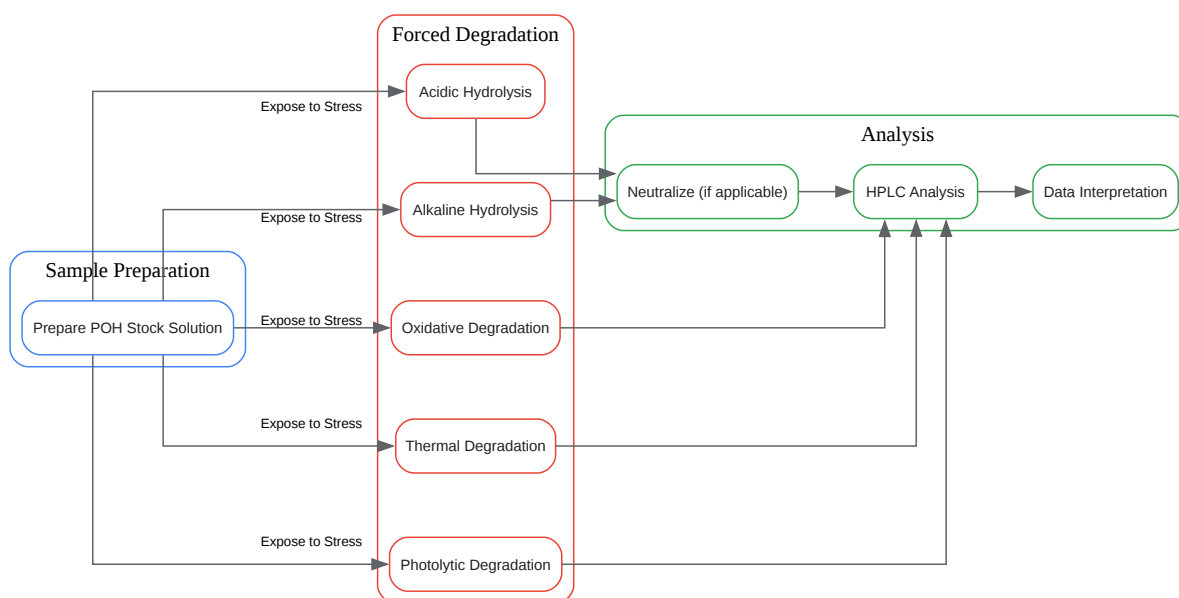 Forced Degradation
Acidic Hydrolysis
Expose to Stress
Analysis
Neutralize (if applicable)
HPLC Analysis
Data Interpretation
Alkaline Hydrolysis
Expose to Stress
Sample Preparation
Prepare POH Stock Solution
Expose to Stress
Oxidative Degradation
Expose to Stress
Thermal Degradation
Expose to Stress
Photolytic Degradation